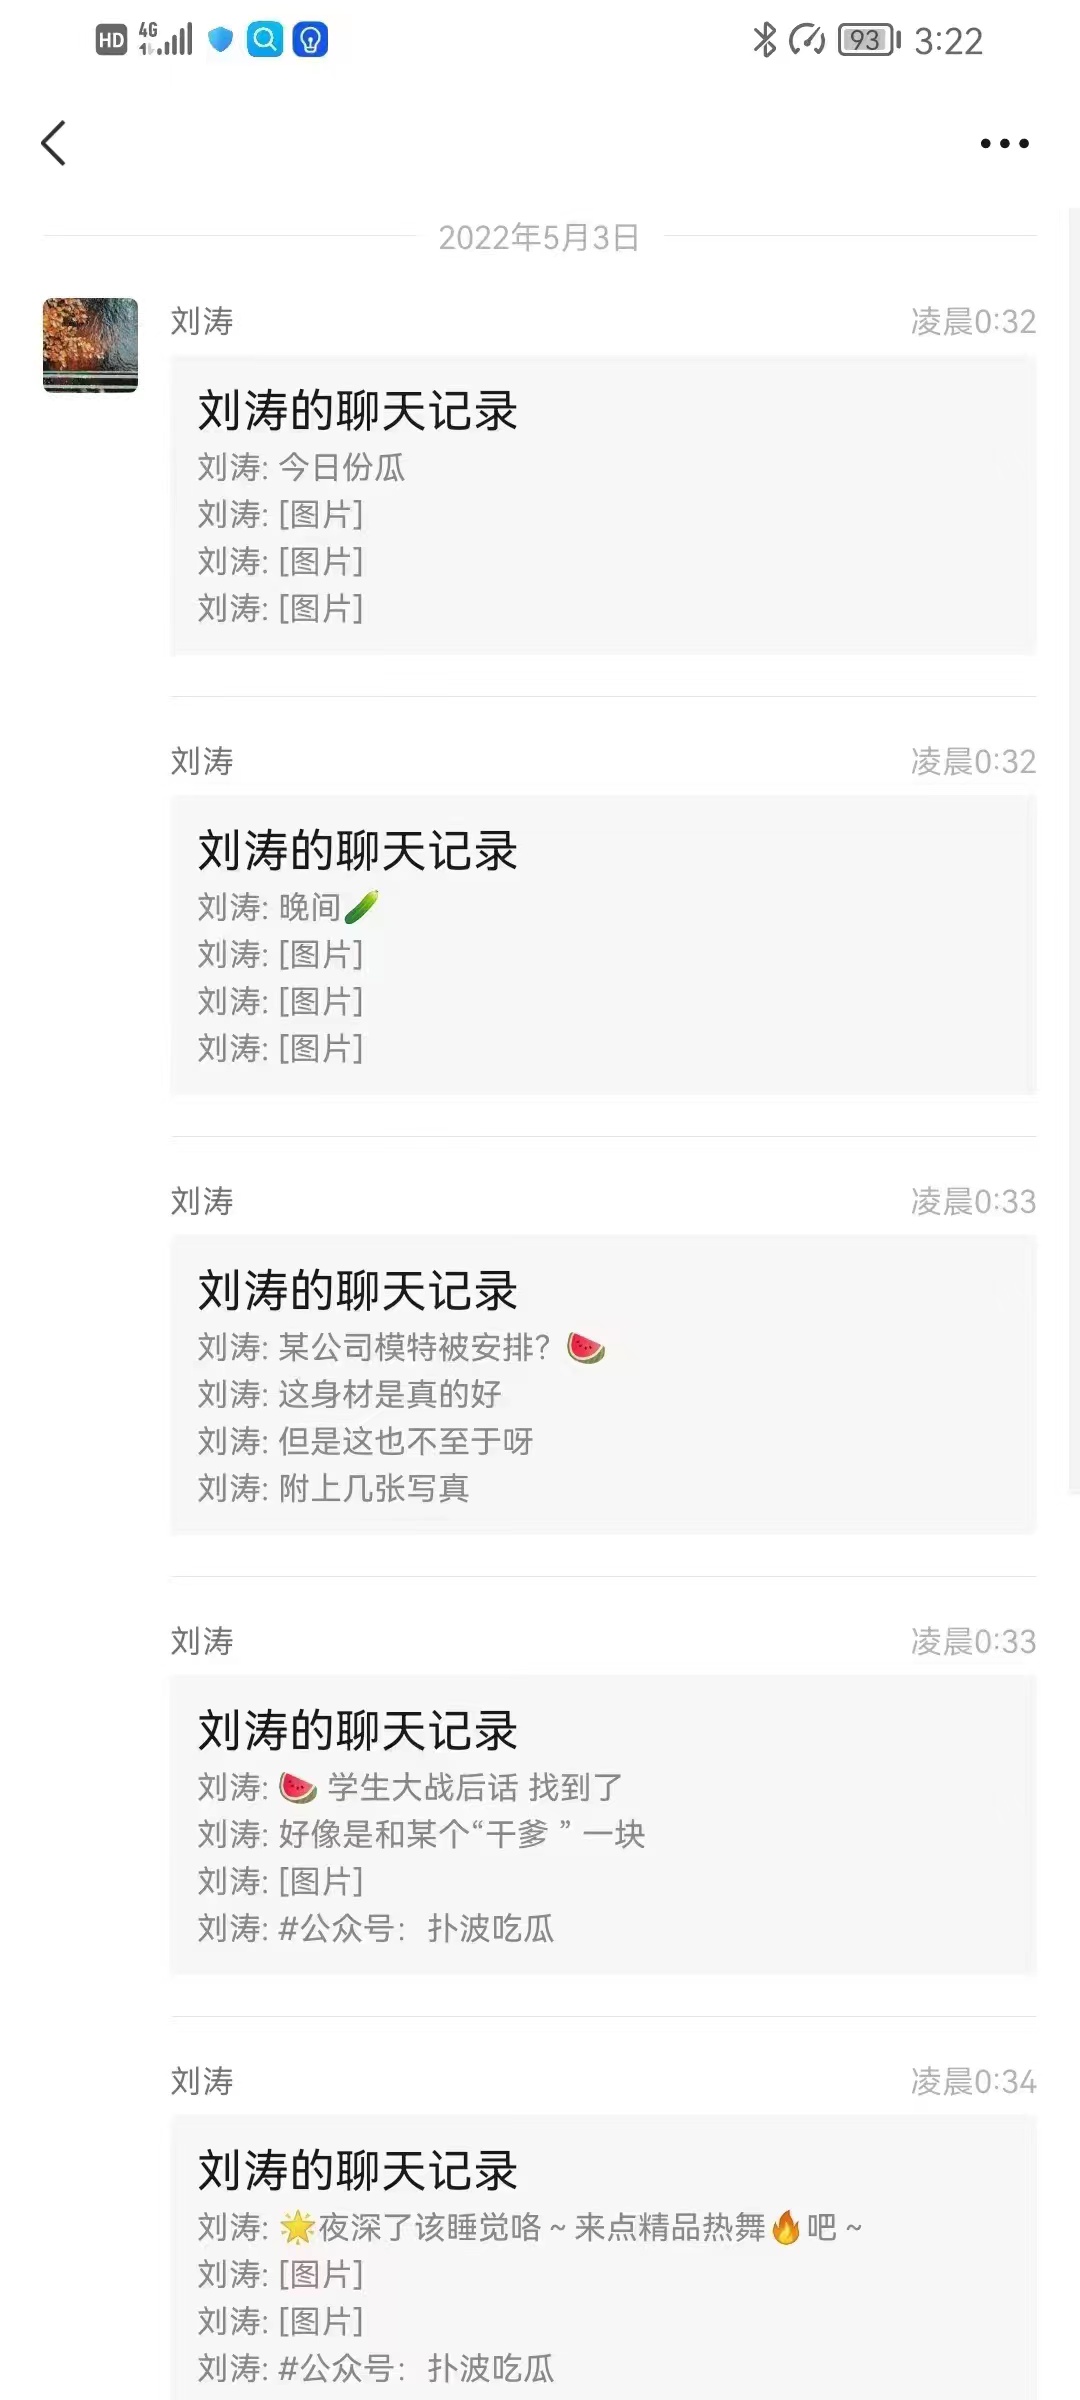 HD 4G 93 3:22
2022年5月3日
刘涛 凌晨0:32
刘涛的聊天记录
刘涛: 今日份瓜
刘涛: [图片]
刘涛: [图片]
刘涛: [图片]
刘涛 凌晨0:32
刘涛的聊天记录
刘涛: 晚间🥒
刘涛: [图片]
刘涛: [图片]
刘涛: [图片]
刘涛 凌晨0:33
刘涛的聊天记录
刘涛: 某公司模特被安排？🍉
刘涛: 这身材是真的好
刘涛: 但是这也不至于呀
刘涛: 附上几张写真
刘涛 凌晨0:33
刘涛的聊天记录
刘涛: 🍉 学生大战后话 找到了
刘涛: 好像是和某个“干爹 ” 一块
刘涛: [图片]
刘涛: #公众号：扑波吃瓜
刘涛 凌晨0:34
刘涛的聊天记录
刘涛: 🌟夜深了该睡觉咯 ~ 来点精品热舞🔥吧 ~
刘涛: [图片]
刘涛: [图片]
刘涛: #公众号：扑波吃瓜